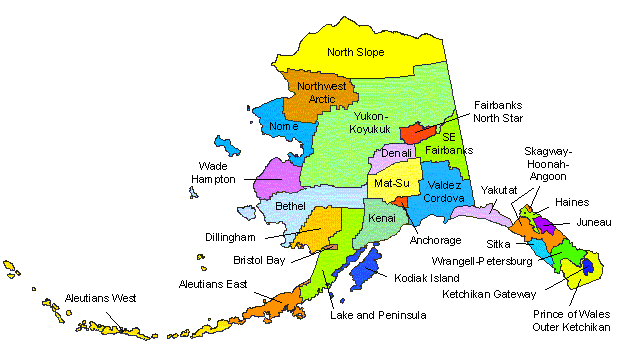 North Slope
Northwest
Arctic
Nome
Yukon-
Koyukuk
Fairbanks
North Star
SE
Fairbanks
Denali
Skagway-
Hoonah-
Angoon
Wade
Hampton
Mat-Su
Valdez
Cordova
Yakutat
Haines
Bethel
Kenai
Juneau
Dillingham
Anchorage
Sitka
Bristol Bay
Wrangell-Petersburg
Aleutians East
Kodiak Island
Aleutians West
Ketchikan Gateway
Lake and Peninsula
Prince of Wales
Outer Ketchikan